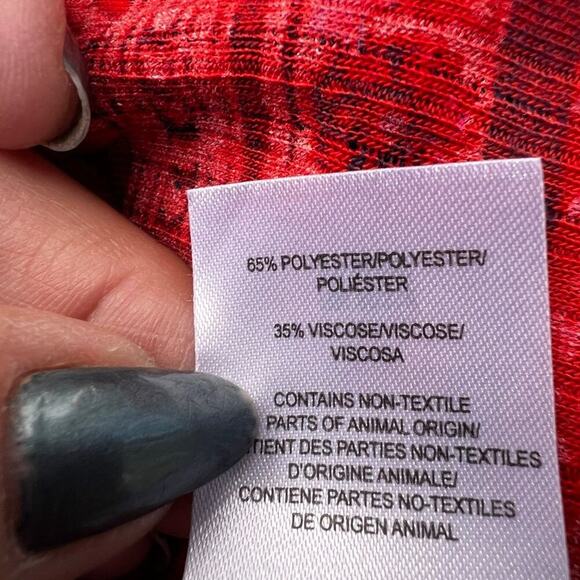 65% POLYESTER/POLYESTER/
POLIÉSTER
35% VISCOSE/VISCOSE/
VISCOSA
CONTAINS NON-TEXTILE
PARTS OF ANIMAL ORIGIN/
DES PARTIES NON-TEXTILES
D'ORIGINE ANIMALE/
CONTIENE PARTES NO-TEXTILES
DE ORIGEN ANIMAL